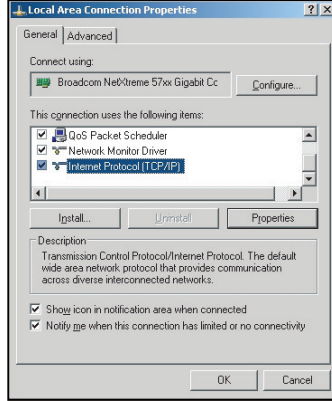 Local Area Connection Properties
General Advanced
Connect using:
Broadcom NetXtreme 57xx Gigabit Cc
Configure...
This connection uses the following items:
QoS Packet Scheduler
Network Monitor Driver
Internet Protocol (TCP/IP)
Install... Uninstall Properties
Description
Transmission Control Protocol/Internet Protocol. The default
wide area network protocol that provides communication
across diverse interconnected networks.
Show icon in notification area when connected
Notify me when this connection has limited or no connectivity
OK Cancel